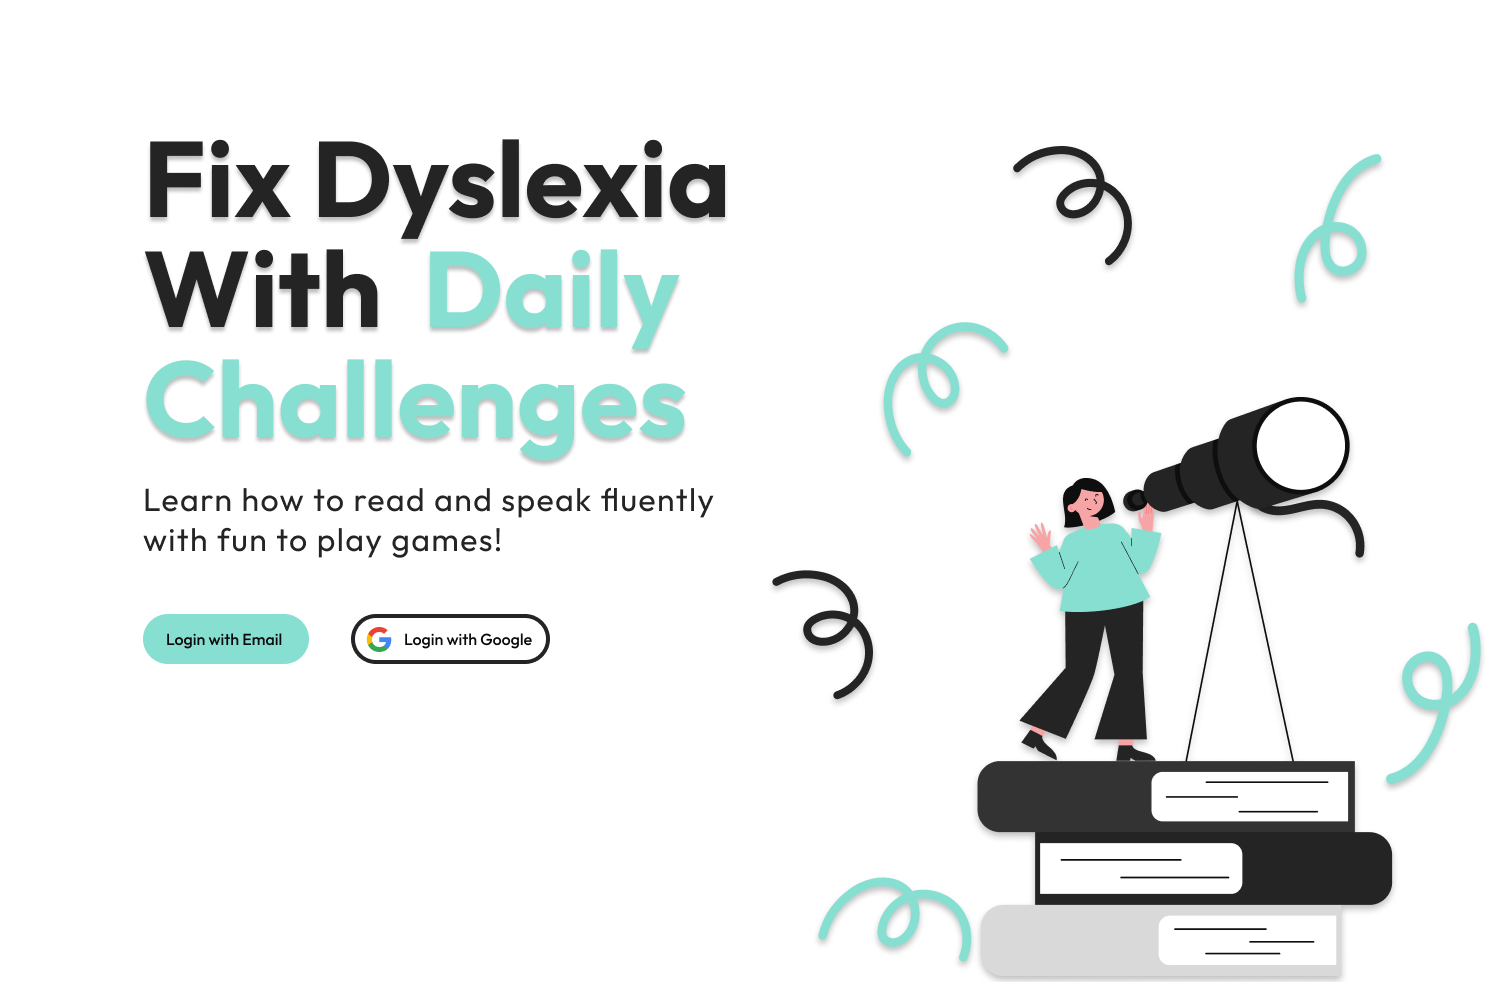 Fix Dyslexia
With Daily
Challenges
Learn how to read and speak fluently
with fun to play games!
Login with Email
Login with Google